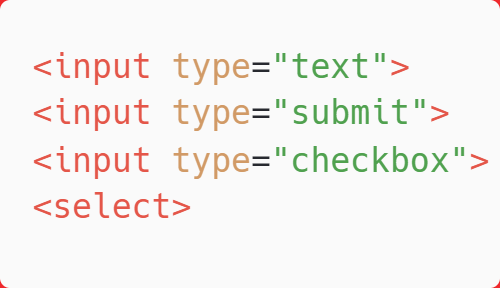 <input type="text">
<input type="submit">
<input type="checkbox">
<select>